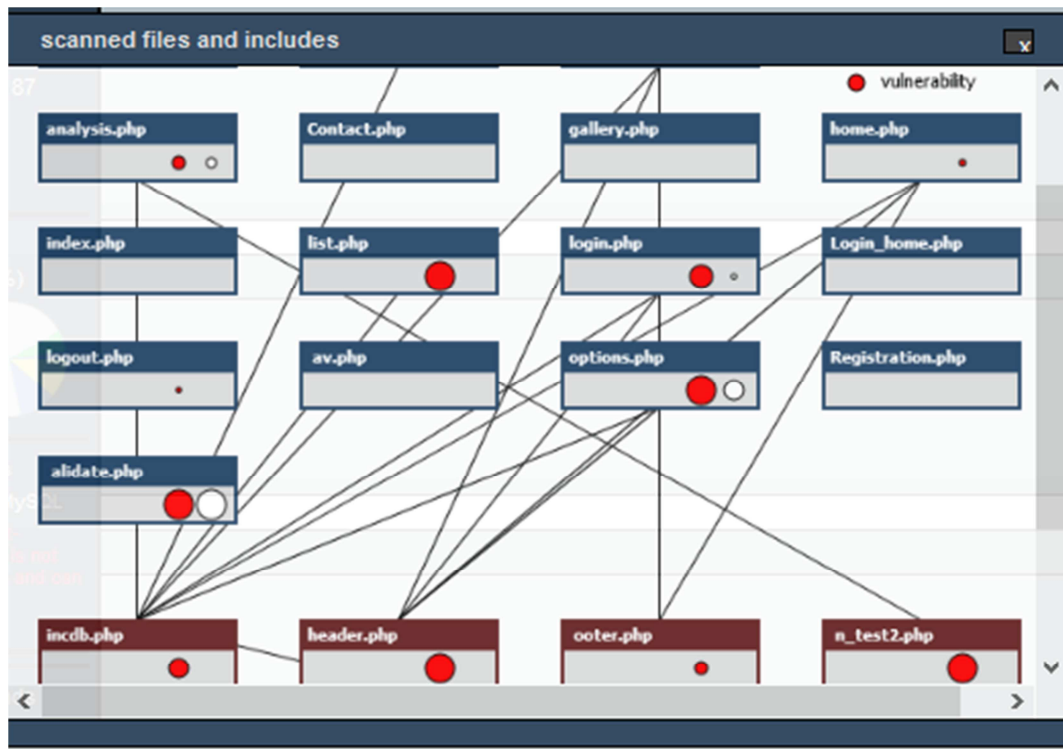 scanned files and includes
x
87
vulnerability
analysis.php
Contact.php
gallery.php
home.php
index.php
list.php
login.php
Login_home.php
logout.php
av.php
options.php
Registration.php
alidate.php
incdb.php
header.php
ooter.php
n_test2.php